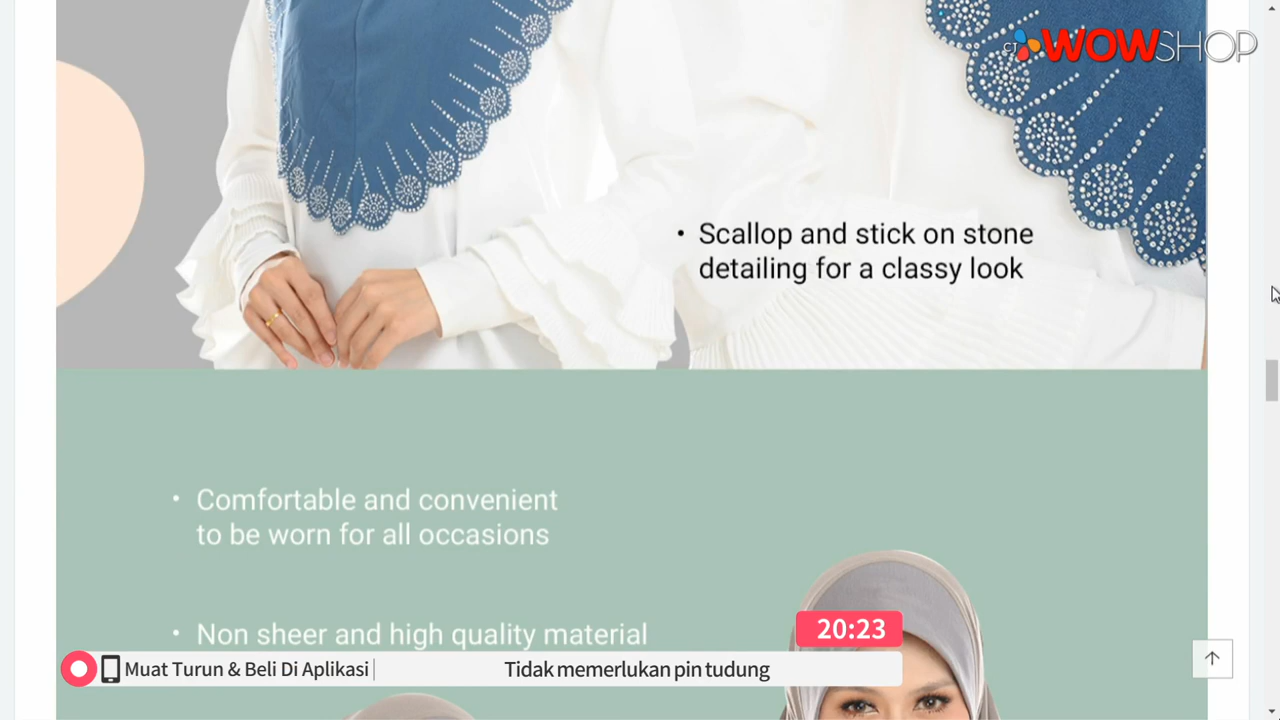 CJ WOWSHOP
• Scallop and stick on stone
detailing for a classy look
• Comfortable and convenient
to be worn for all occasions
• Non sheer and high quality material
20:23
Muat Turun & Beli Di Aplikasi
Tidak memerlukan pin tudung